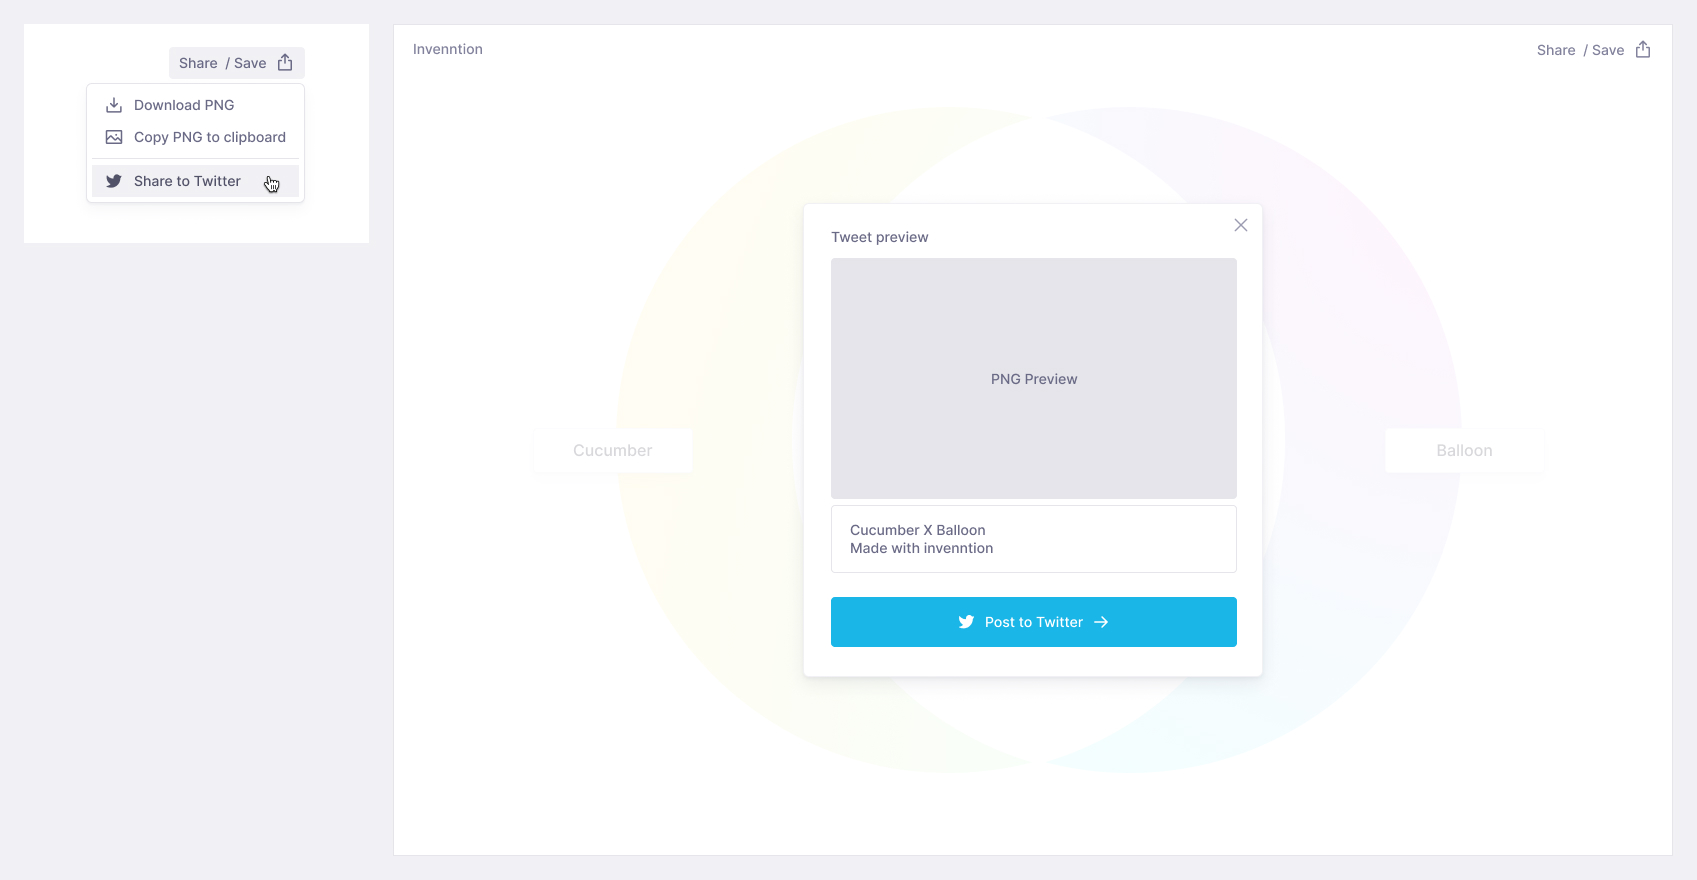 Share / Save
Download PNG
Copy PNG to clipboard
Share to Twitter
Invenntion
Share / Save
Tweet preview
PNG Preview
Cucumber
Balloon
Cucumber X Balloon
Made with invenntion
Post to Twitter